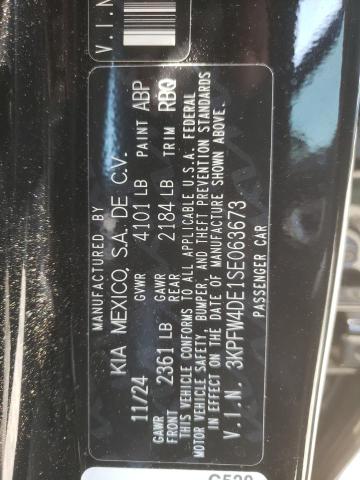 V.I.N
KIA MEXICO, S.A. DE C.V.
11/24 GVWR 4101 LB PAINT ABP
GAWR FRONT 2361 LB GAWR REAR 2184 LB TRIM RBQ
THIS VEHICLE CONFORMS TO ALL APPLICABLE U.S.A. FEDERAL
MOTOR VEHICLE SAFETY, BUMPER, AND THEFT PREVENTION STANDARDS
IN EFFECT ON THE DATE OF MANUFACTURE SHOWN ABOVE.
V.I.N. 3KPFW4DE1SE063673
PASSENGER CAR